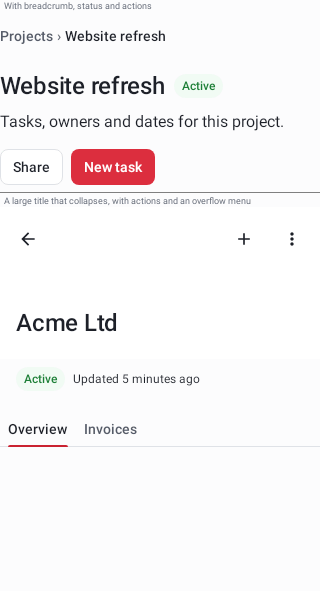 With breadcrumb, status and actions
Projects › Website refresh
Website refresh Active
Tasks, owners and dates for this project.
Share New task
A large title that collapses, with actions and an overflow menu
Acme Ltd
Active Updated 5 minutes ago
Overview Invoices